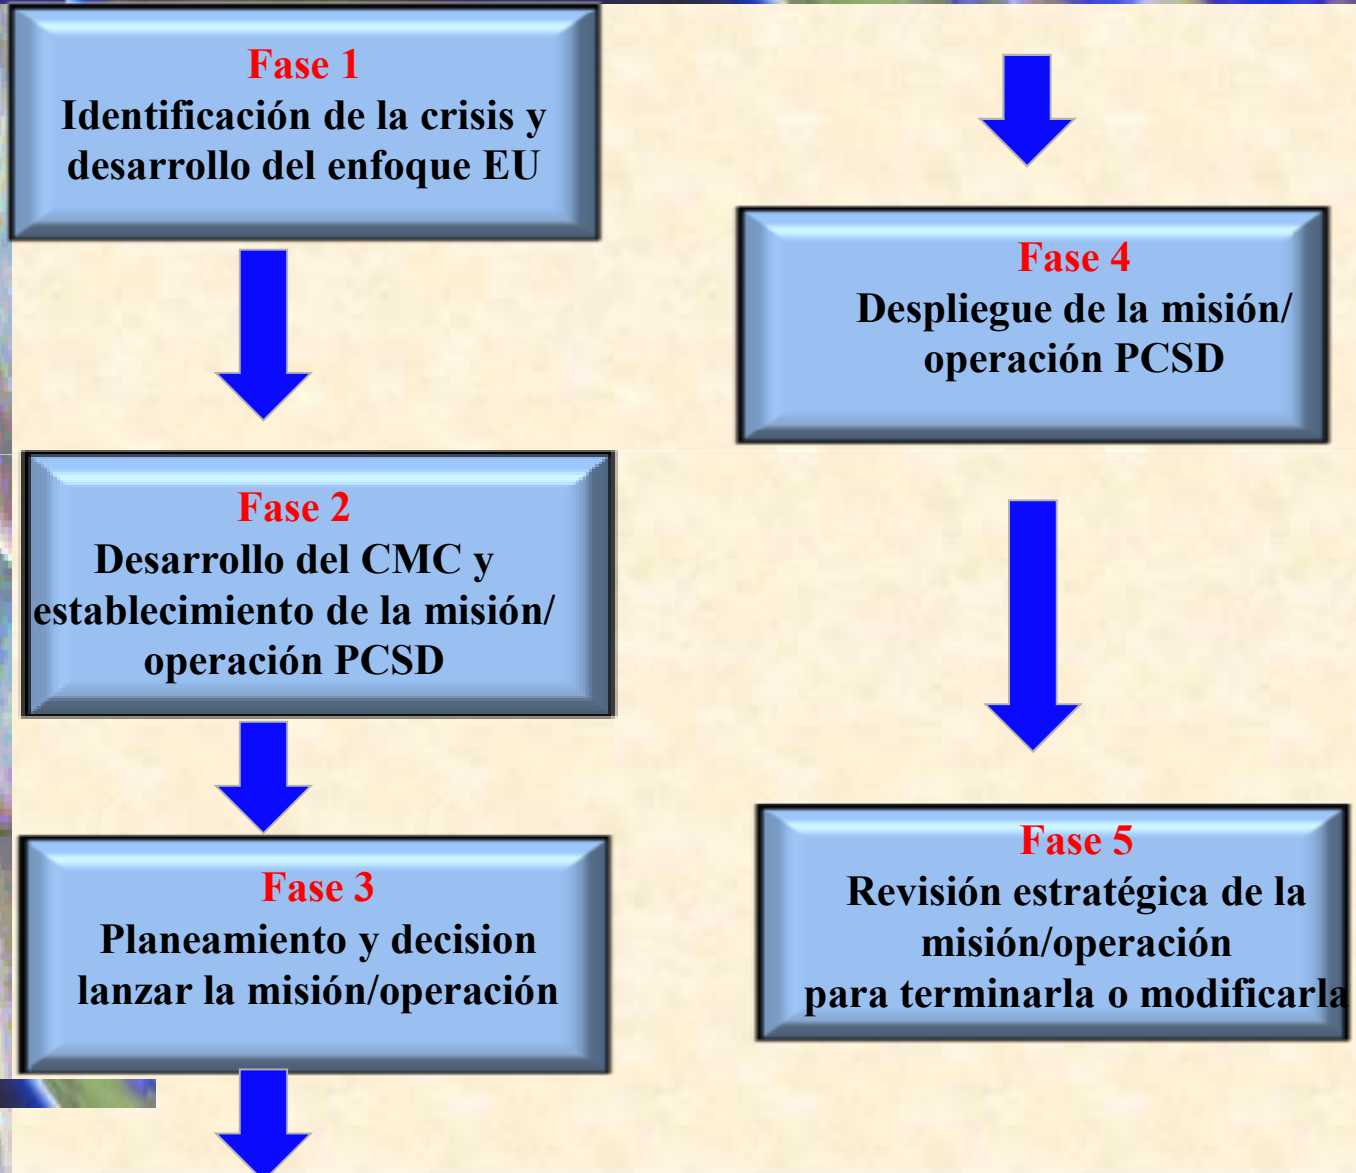 Fase 1
Identificación de la crisis y
desarrollo del enfoque EU
Fase 2
Desarrollo del CMC y
establecimiento de la misión/
operación PCSD
Fase 3
Planeamiento y decision
lanzar la misión/operación
Fase 4
Despliegue de la misión/
operación PCSD
Fase 5
Revisión estratégica de la
misión/operación
para terminarla o modificarla